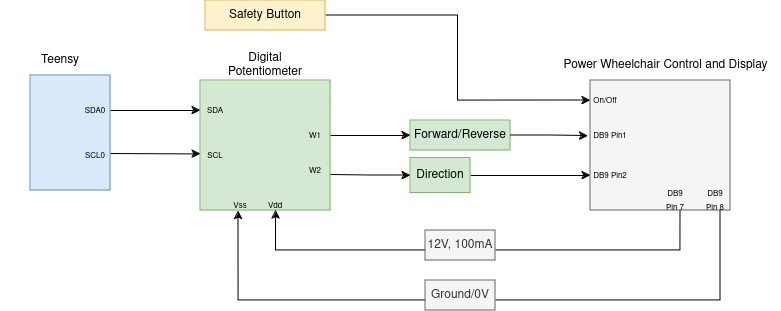 Safety Button
Teensy
Digital
Potentiometer
Power Wheelchair Control and Display
SDA0
SDA
On/Off
W1
Forward/Reverse
DB9 Pin1
SCL0
SCL
W2
Direction
DB9 Pin2
Vss
Vdd
DB9
Pin 7
DB9
Pin 8
12V, 100mA
Ground/0V